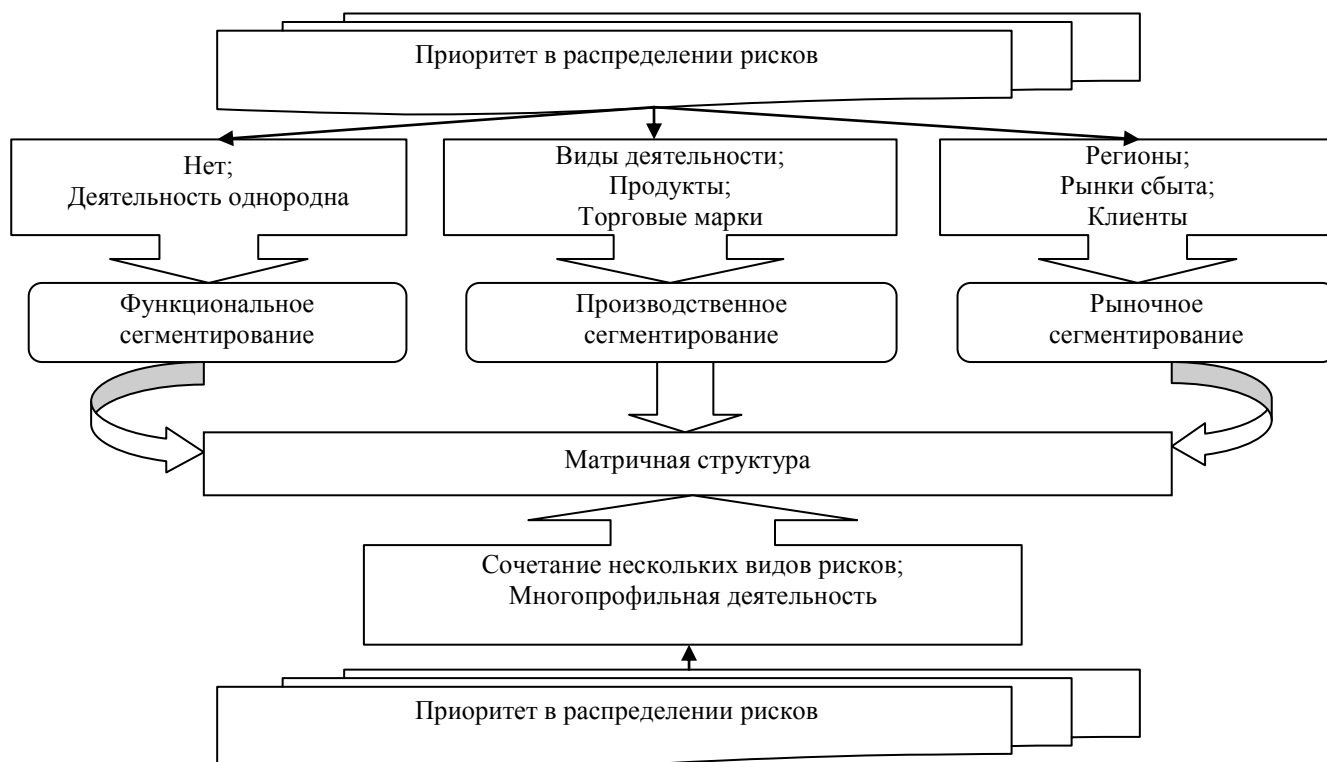 Приоритет в распределении рисков
Нет;
Деятельность однородна
Виды деятельности;
Продукты;
Торговые марки
Регионы;
Рынки сбыта;
Клиенты
Функциональное
сегментирование
Производственное
сегментирование
Рыночное
сегментирование
Матричная структура
Сочетание нескольких видов рисков;
Многопрофильная деятельность
Приоритет в распределении рисков